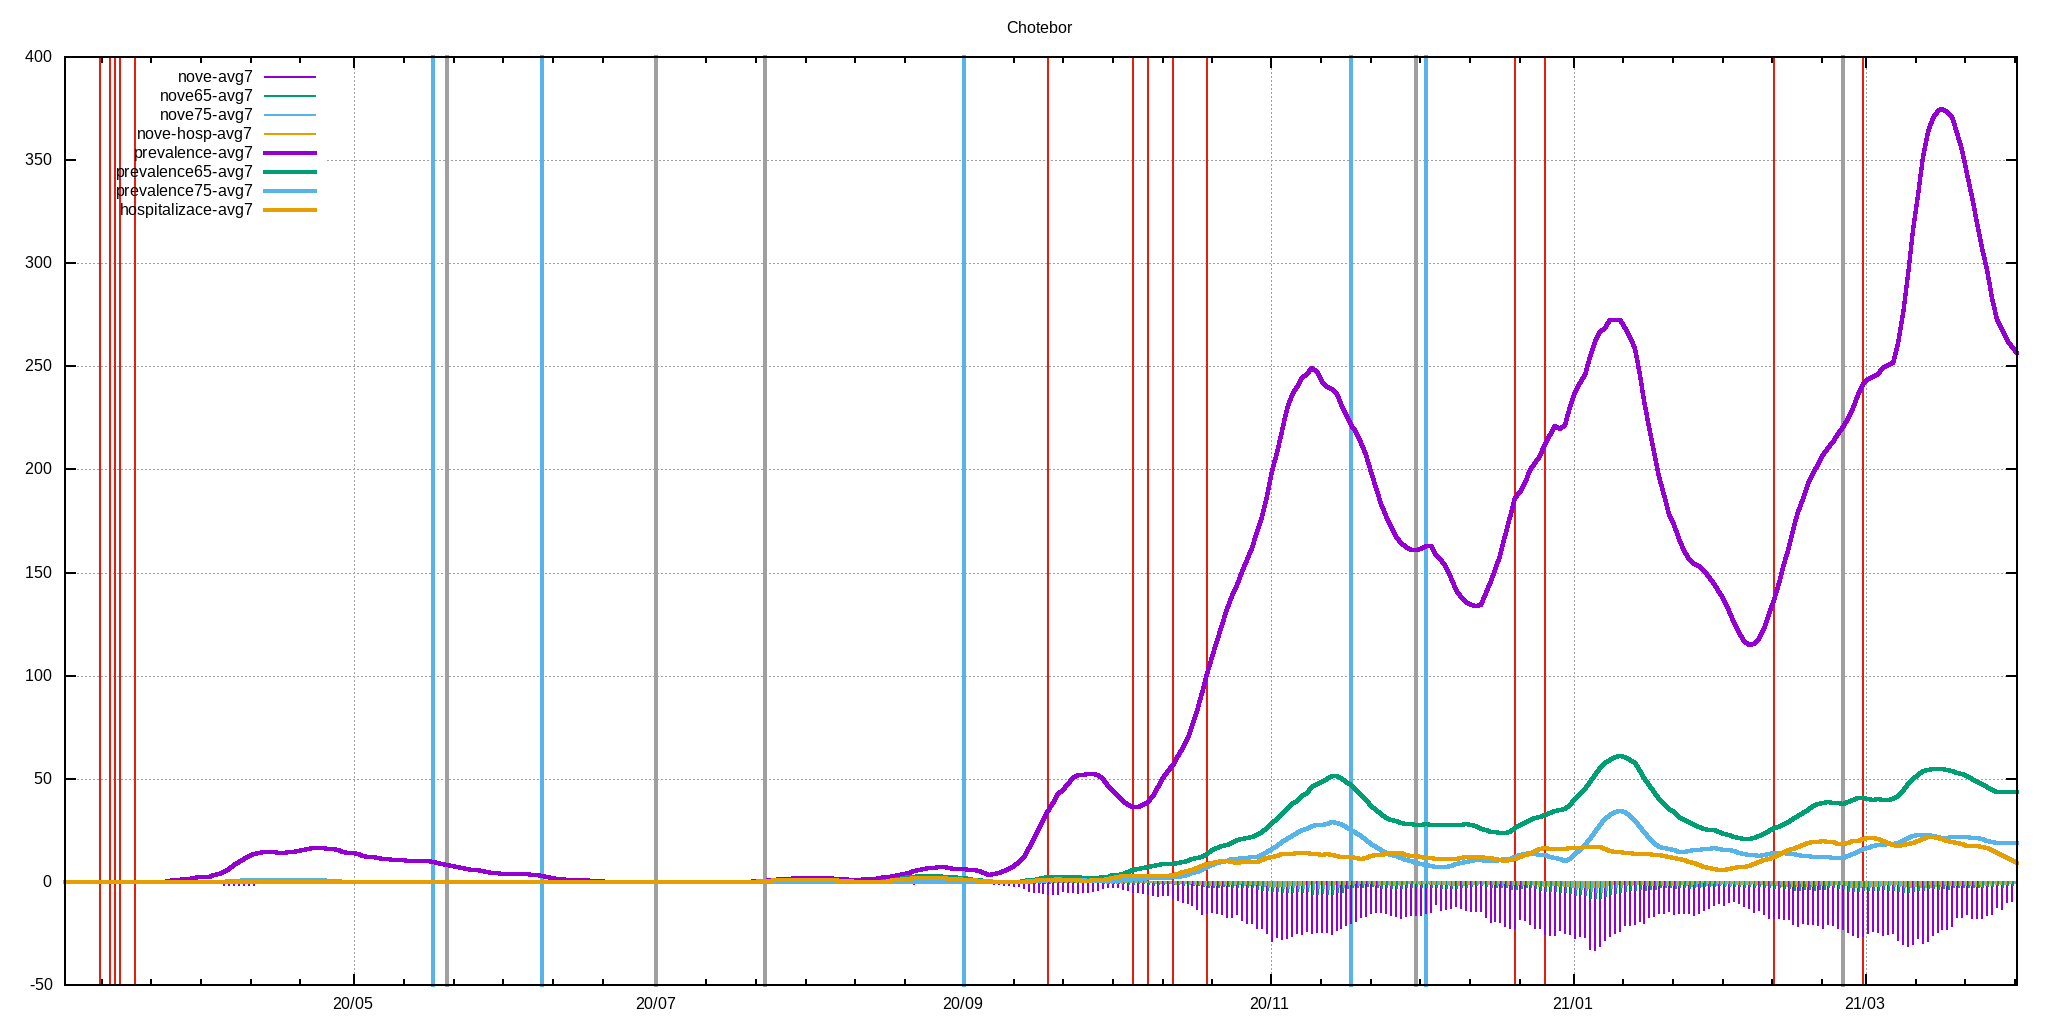 Chotebor
400
350
300
250
200
150
100
50
0
-50
nove-avg7
nove65-avg7
nove75-avg7
nove-hosp-avg7
prevalence-avg7
prevalence65-avg7
prevalence75-avg7
hospitalizace-avg7
20/05 20/07 20/09 20/11 21/01 21/03